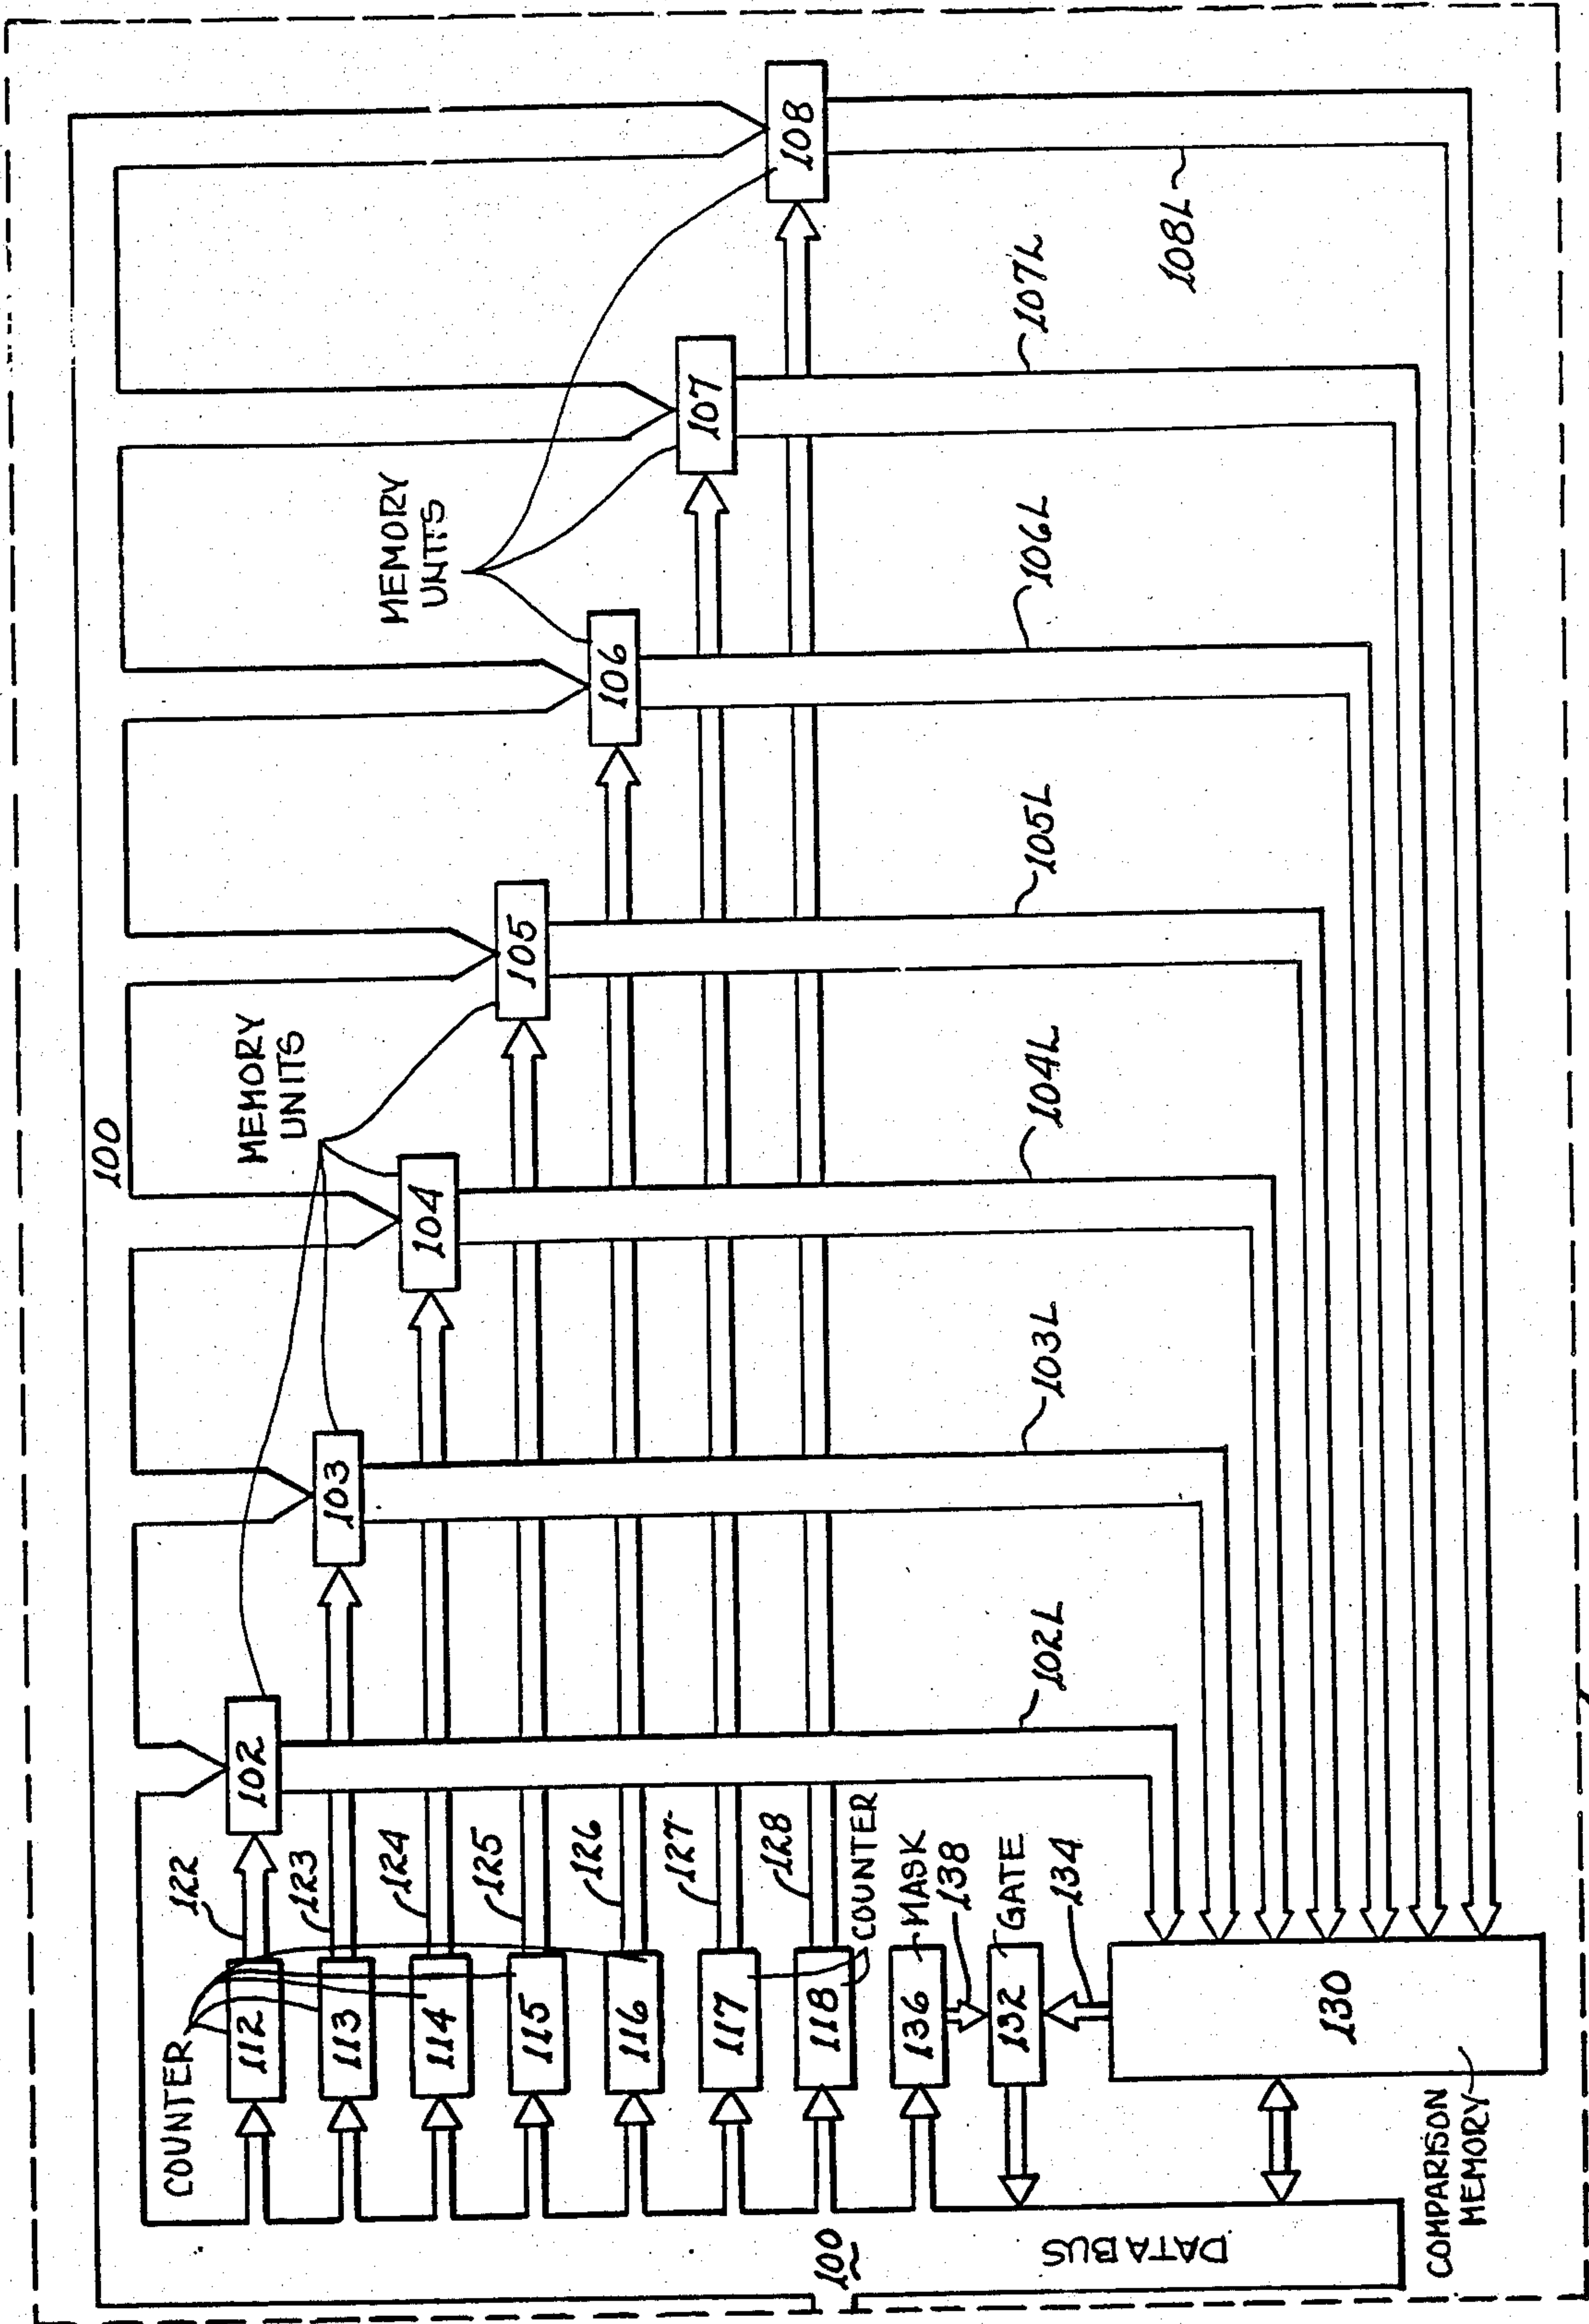 100
108
107
MEMORY
UNITS
106
108L
107L
106L
105
105L
MEMORY
UNITS
104
104L
103
103L
102
102L
122
123
124
125
126
127
128
COUNTER
COUNTER
112
113
114
115
116
117
118
136
MASK
138
132
GATE
134
130
COMPARISON
MEMORY
100
DATA BUS